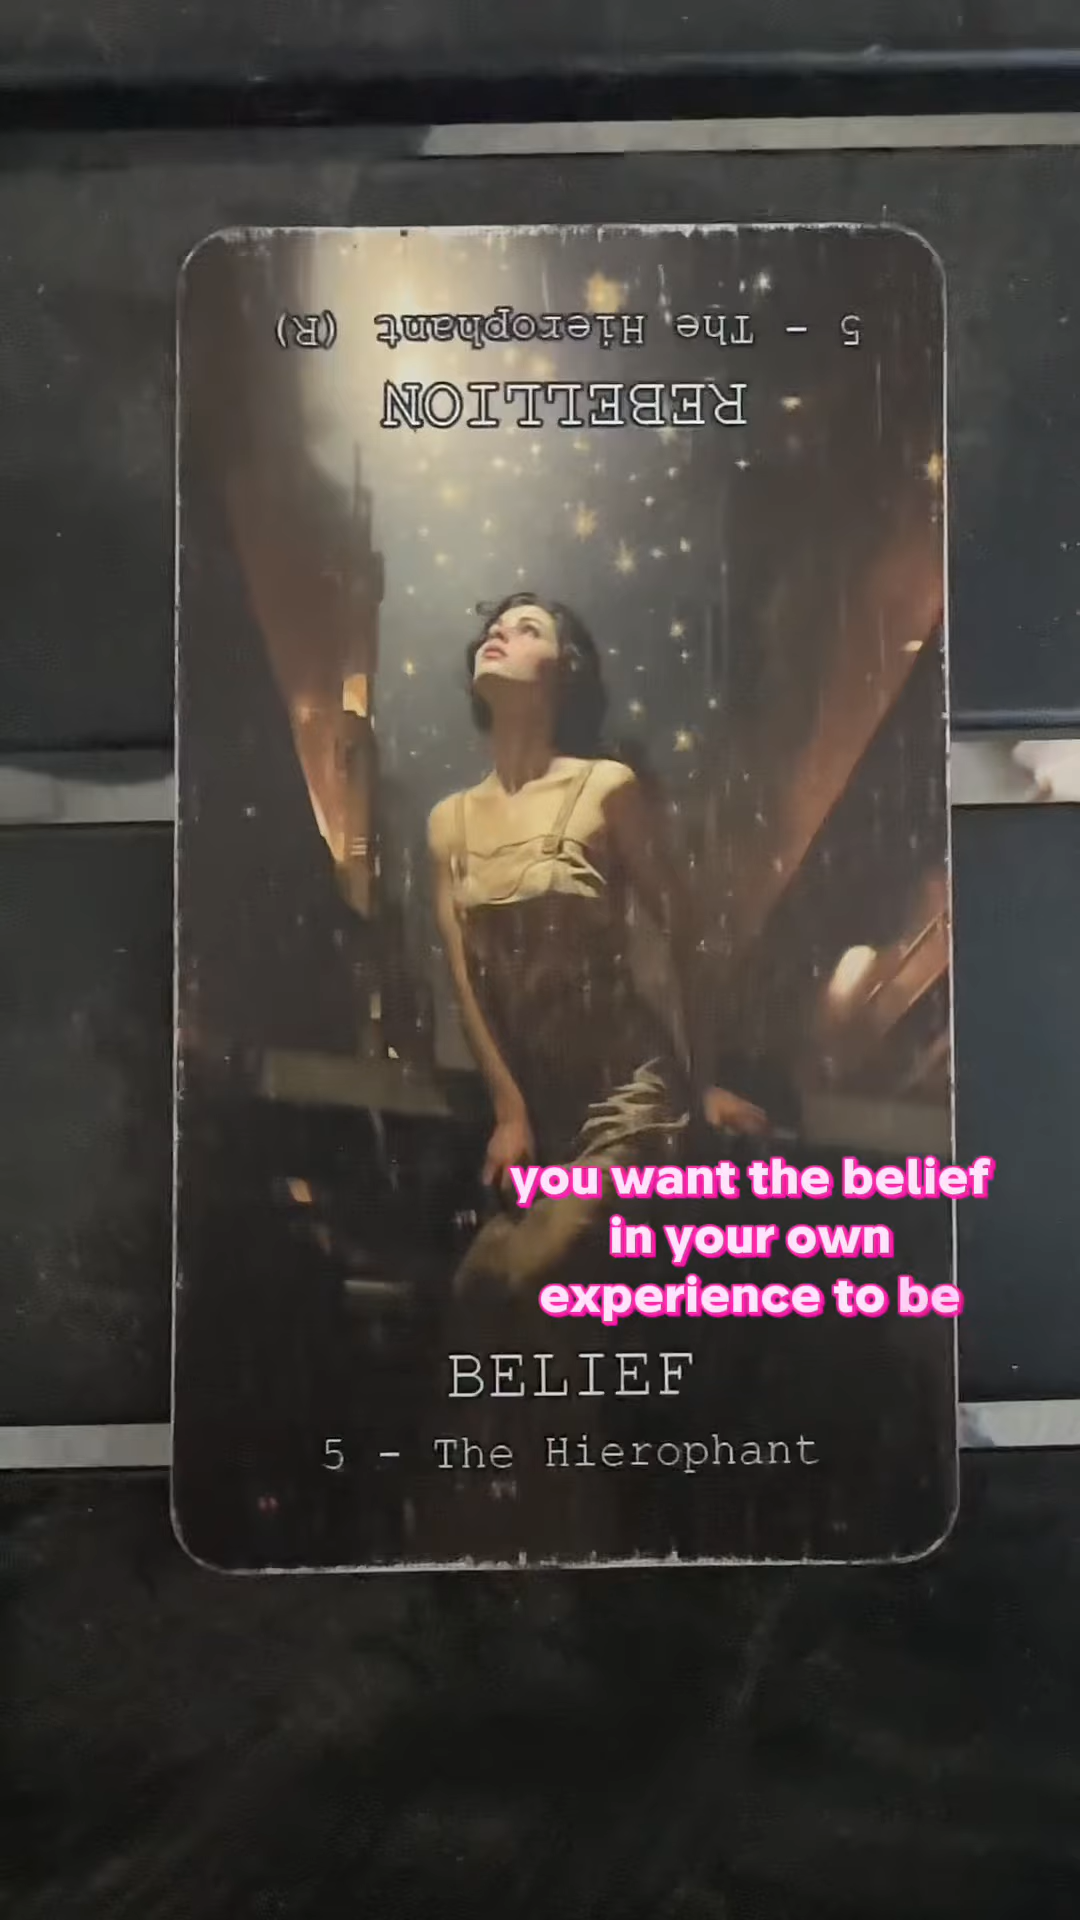 5 - The Hierophant (R)
REBELLION
you want the belief
in your own
experience to be
BELIEF
5 - The Hierophant